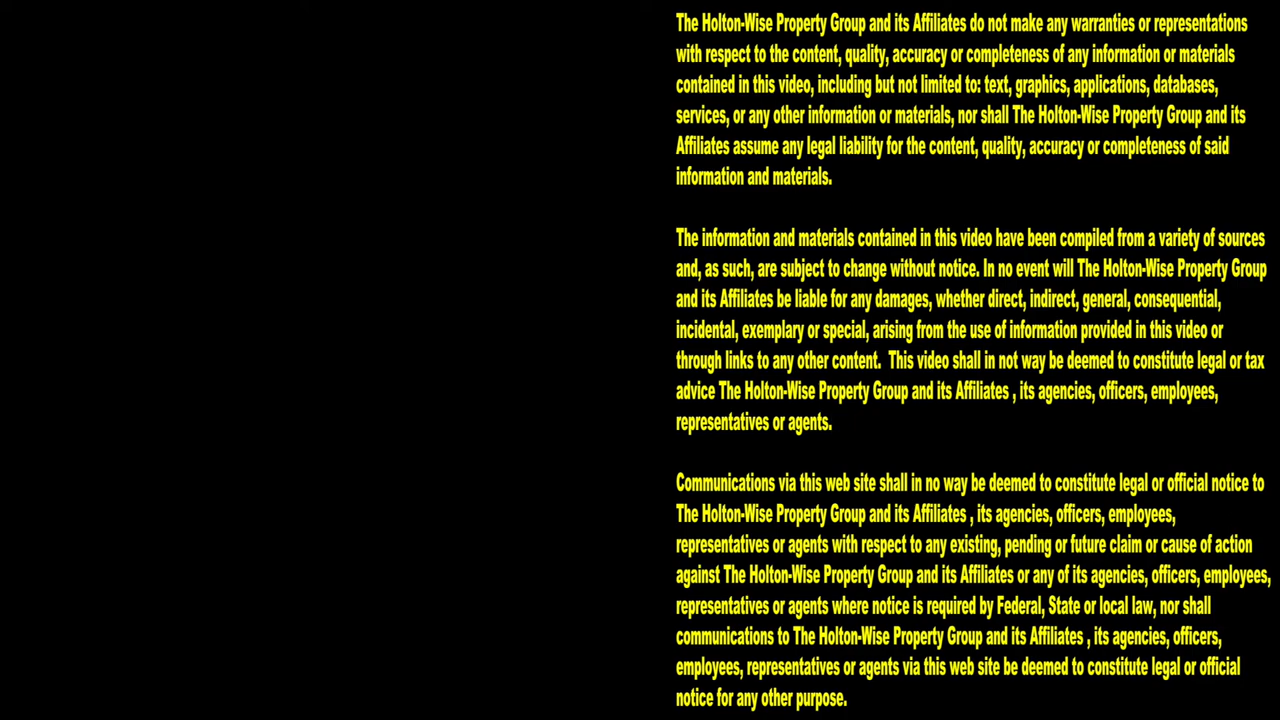 The Holton-Wise Property Group and its Affiliates do not make any warranties or representations
with respect to the content, quality, accuracy or completeness of any information or materials
contained in this video, including but not limited to: text, graphics, applications, databases,
services, or any other information or materials, nor shall The Holton-Wise Property Group and its
Affiliates assume any legal liability for the content, quality, accuracy or completeness of said
information and materials.
The information and materials contained in this video have been compiled from a variety of sources
and, as such, are subject to change without notice. In no event will The Holton-Wise Property Group
and its Affiliates be liable for any damages, whether direct, indirect, general, consequential,
incidental, exemplary or special, arising from the use of information provided in this video or
through links to any other content.  This video shall in not way be deemed to constitute legal or tax
advice The Holton-Wise Property Group and its Affiliates , its agencies, officers, employees,
representatives or agents.
Communications via this web site shall in no way be deemed to constitute legal or official notice to
The Holton-Wise Property Group and its Affiliates , its agencies, officers, employees,
representatives or agents with respect to any existing, pending or future claim or cause of action
against The Holton-Wise Property Group and its Affiliates or any of its agencies, officers, employees,
representatives or agents where notice is required by Federal, State or local law, nor shall
communications to The Holton-Wise Property Group and its Affiliates , its agencies, officers,
employees, representatives or agents via this web site be deemed to constitute legal or official
notice for any other purpose.